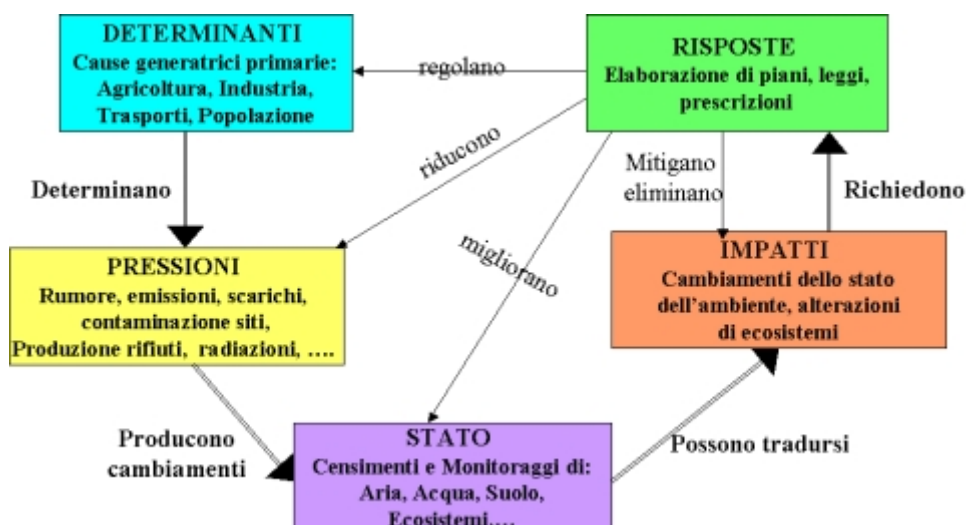 DETERMINANTI
Cause generatrici primarie:
Agricoltura, Industria,
Trasporti, Popolazione
regolano
RISPOSTE
Elaborazione di piani, leggi,
prescrizioni
riducono
Mitigano
eliminano
Determinano
Richiedono
migliorano
PRESSIONI
Rumore, emissioni, scarichi,
contaminazione siti,
Produzione rifiuti, radiazioni, ….
IMPATTI
Cambiamenti dello stato
dell'ambiente, alterazioni
di ecosistemi
Producono
cambiamenti
STATO
Censimenti e Monitoraggi di:
Aria, Acqua, Suolo,
Ecosistemi….
Possono tradursi